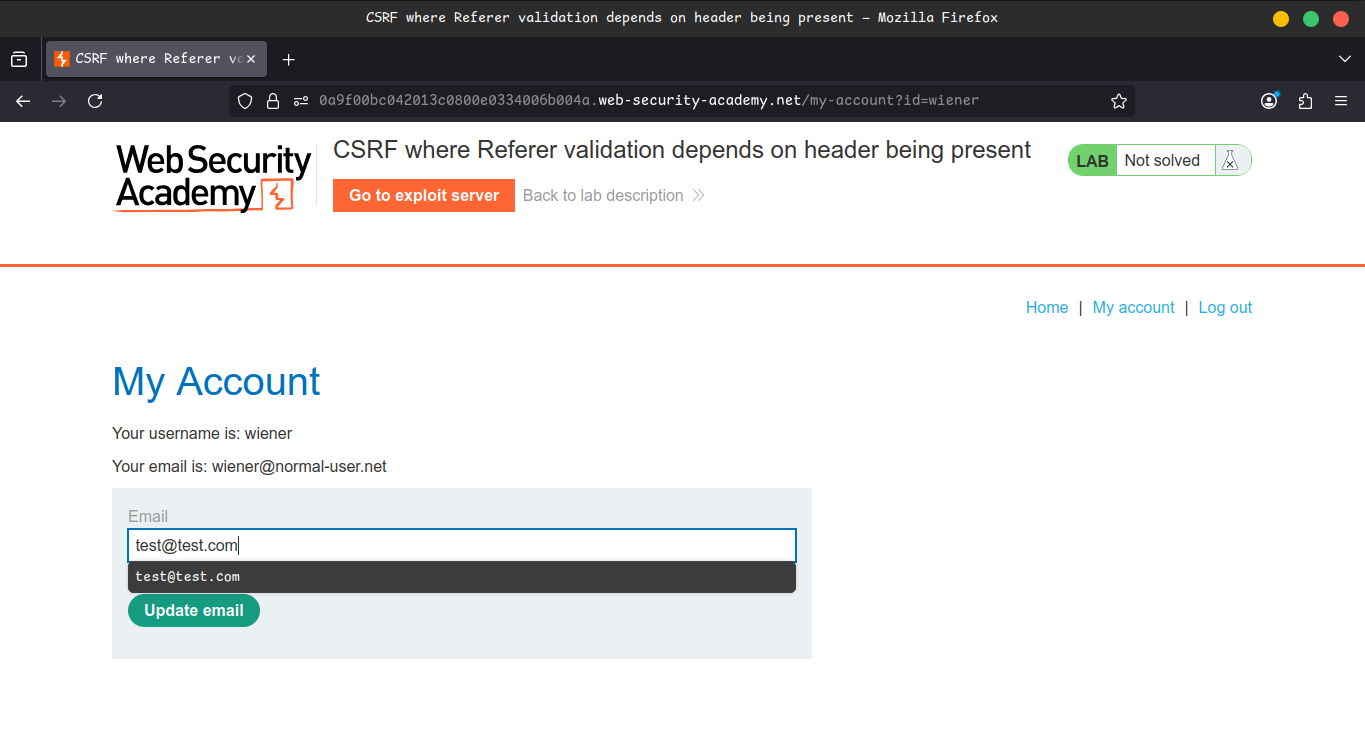 CSRF where Referer validation depends on header being present — Mozilla Firefox
CSRF where Referer va
0a9f00bc042013c0800e0334006b004a.web-security-academy.net/my-account?id=wiener
Web Security
Academy
CSRF where Referer validation depends on header being present
LAB Not solved
Go to exploit server Back to lab description
Home | My account | Log out
My Account
Your username is: wiener
Your email is: wiener@normal-user.net
Email
test@test.com
test@test.com
Update email